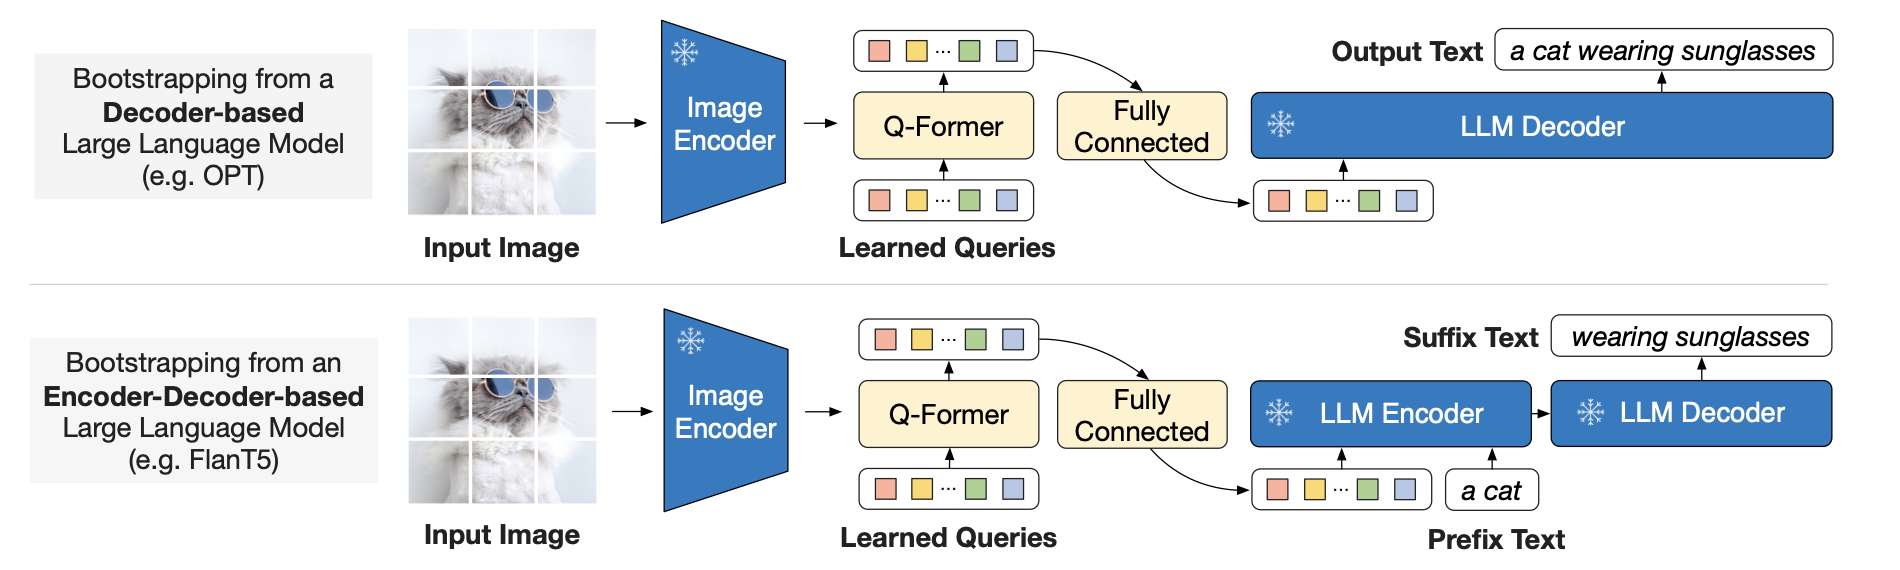 Bootstrapping from a
Decoder-based
Large Language Model
(e.g. OPT)
Input Image
Image
Encoder
...
Q-Former
...
Learned Queries
Fully
Connected
Output Text
a cat wearing sunglasses
LLM Decoder
...
Bootstrapping from an
Encoder-Decoder-based
Large Language Model
(e.g. FlanT5)
Input Image
Image
Encoder
...
Q-Former
...
Learned Queries
Fully
Connected
Suffix Text
wearing sunglasses
LLM Encoder
LLM Decoder
...
a cat
Prefix Text